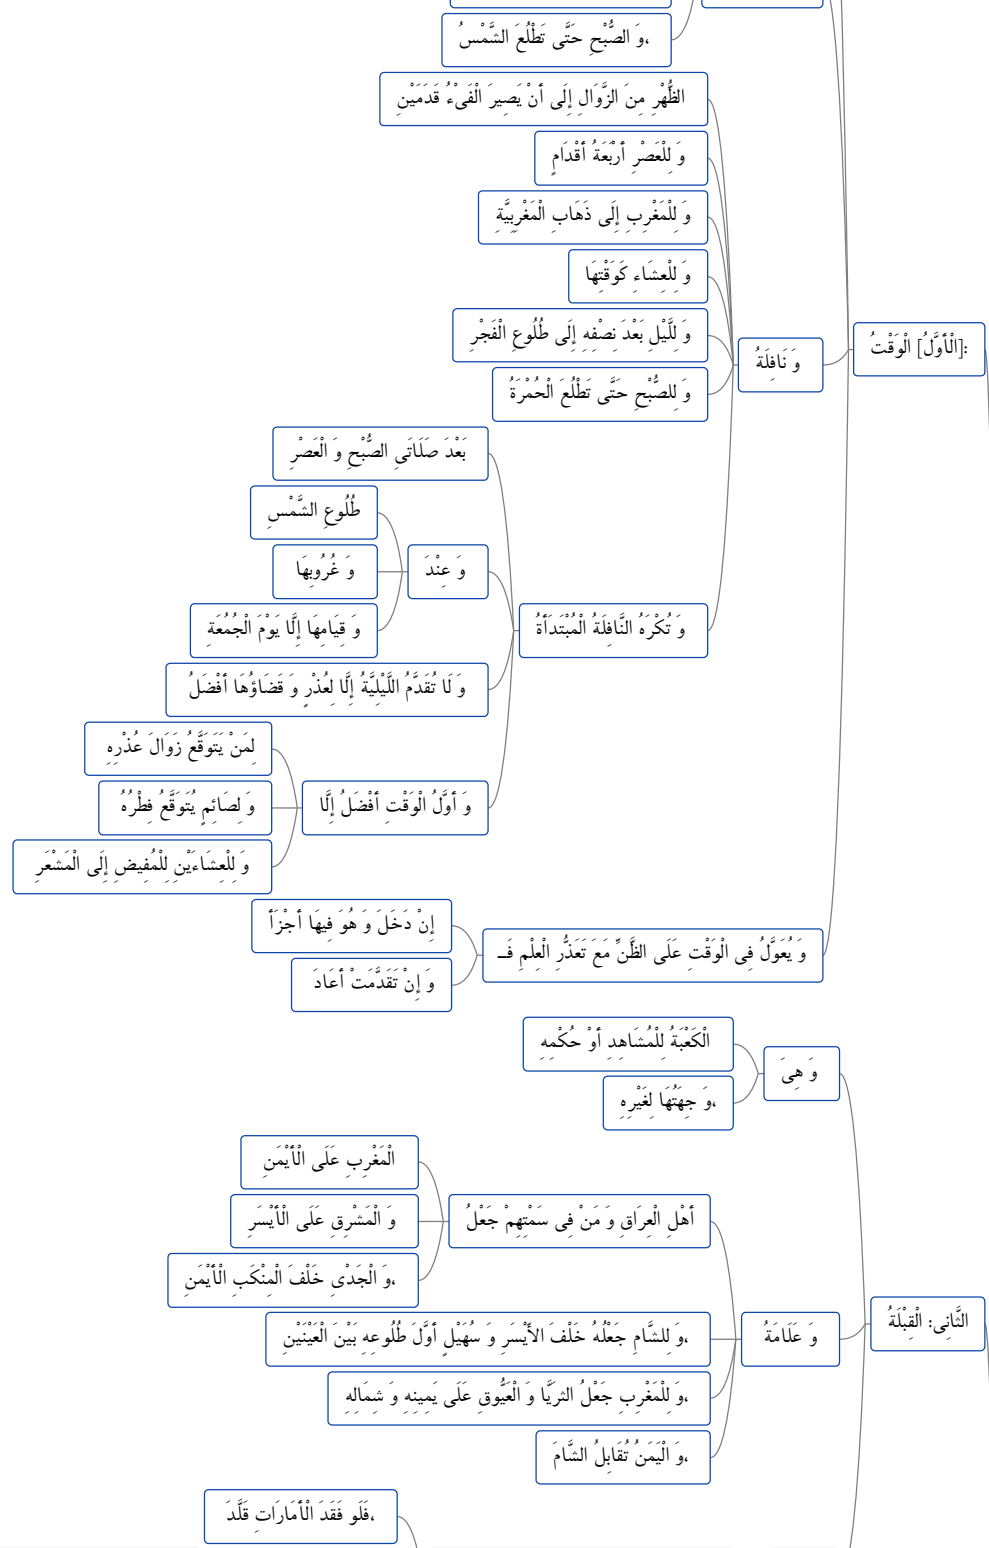 ،وَ الصُّبْحِ حَتَّى تَطْلُعَ الشَّمْسُ
[الْأَوَّلُ] الْوَقْتُ:
وَ نَافِلَةُ
الظُّهْرِ مِنَ الزَّوَالِ إِلَى أَنْ يَصِيرَ الْفَىْءُ قَدَمَيْنِ
وَ لِلْعَصْرِ أَرْبَعَةُ أَقْدَامٍ
وَ لِلْمَغْرِبِ إِلَى ذَهَابِ الْمَغْرِبِيَّةِ
وَ لِلْعِشَاءِ كَوَقْتِهَا
وَ لِلَّيْلِ بَعْدَ نِصْفِهِ إِلَى طُلُوعِ الْفَجْرِ
وَ لِلصُّبْحِ حَتَّى تَطْلُعَ الْحُمْرَةُ
وَ تُكْرَهُ النَّافِلَةُ الْمُبْتَدَأَةُ
بَعْدَ صَلَاتَىِ الصُّبْحِ وَ الْعَصْرِ
وَ عِنْدَ
طُلُوعِ الشَّمْسِ
وَ غُرُوبِهَا
وَ قِيَامِهَا إِلَّا يَوْمَ الْجُمُعَةِ
وَ لَا تُقَدَّمُ اللَّيْلِيَّةُ إِلَّا لِعُذْرٍ وَ قَضَاؤُهَا أَفْضَلُ
وَ أَوَّلُ الْوَقْتِ أَفْضَلُ إِلَّا
لِمَنْ يَتَوَقَّعُ زَوَالَ عُذْرِهِ
وَ لِصَائِمٍ يُتَوَقَّعُ فِطْرُهُ
وَ لِلْعِشَاءَيْنِ لِلْمُفِيضِ إِلَى الْمَشْعَرِ
وَ يُعَوَّلُ فِى الْوَقْتِ عَلَى الظَّنِّ مَعَ تَعَذُّرِ الْعِلْمِ فَـ
إِنْ دَخَلَ وَ هُوَ فِيهَا أَجْزَأَ
وَ إِنْ تَقَدَّمَتْ أَعَادَ
الثَّانِى: الْقِبْلَةُ
وَ هِىَ
الْكَعْبَةُ لِلْمُشَاهِدِ أَوْ حُكْمِهِ
،وَ جِهَتُهَا لِغَيْرِهِ
وَ عَلَامَةُ
أَهْلِ الْعِرَاقِ وَ مَنْ فِى سَمْتِهِمْ جَعْلُ
الْمَغْرِبِ عَلَى الْأَيْمَنِ
وَ الْمَشْرِقِ عَلَى الْأَيْسَرِ
،وَ الْجَدْىِ خَلْفَ الْمِنْكَبِ الْأَيْمَنِ
،وَ لِلشَّامِ جَعْلُهُ خَلْفَ الأَيْسَرِ وَ سُهَيْلٍ أَوَّلَ طُلُوعِهِ بَيْنَ الْعَيْنَيْنِ
،وَ لِلْمَغْرِبِ جَعْلُ الثرَيَّا وَ الْعَيُّوقِ عَلَى يَمِينِهِ وَ شِمَالِهِ
،وَ الْيَمَنُ تُقَابِلُ الشَّامَ
،فَلَو فَقَدَ الْأَمَارَاتِ قَلَّدَ